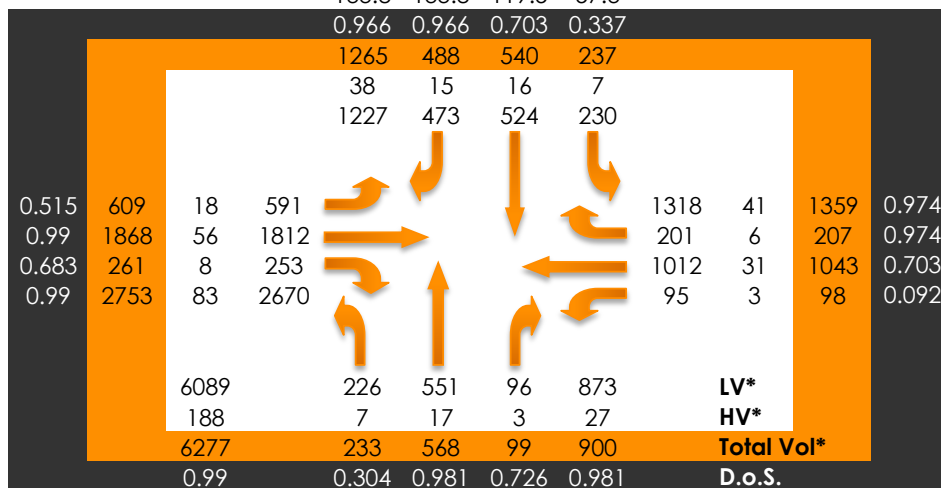 0.966 0.966 0.703 0.337
1265 488 540 237
38 15 16 7
1227 473 524 230
0.515 609 18 591 1318 41 1359 0.974
0.99 1868 56 1812 201 6 207 0.974
0.683 261 8 253 1012 31 1043 0.703
0.99 2753 83 2670 95 3 98 0.092
6089 226 551 96 873 LV*
188 7 17 3 27 HV*
6277 233 568 99 900 Total Vol*
0.99 0.304 0.981 0.726 0.981 D.o.S.